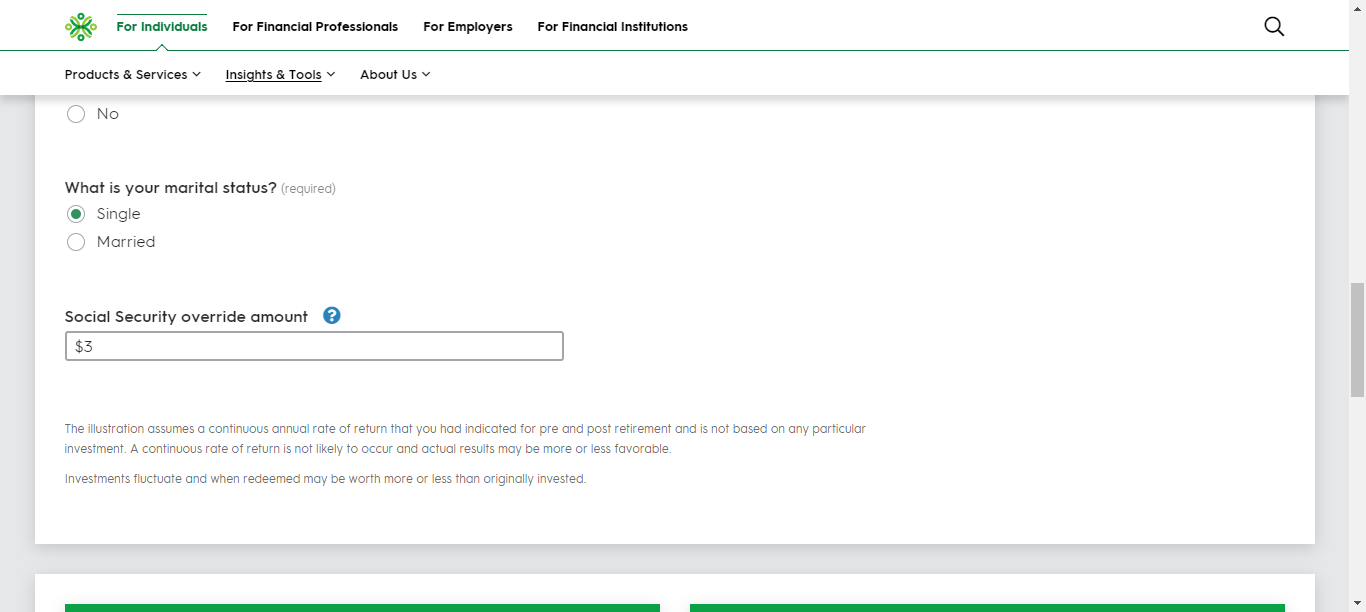 For Individuals For Financial Professionals For Employers For Financial Institutions
Products & Services Insights & Tools About Us
No
What is your marital status? (required)
Single
Married
Social Security override amount ?
$3
The illustration assumes a continuous annual rate of return that you had indicated for pre and post retirement and is not based on any particular
investment. A continuous rate of return is not likely to occur and actual results may be more or less favorable.
Investments fluctuate and when redeemed may be worth more or less than originally invested.